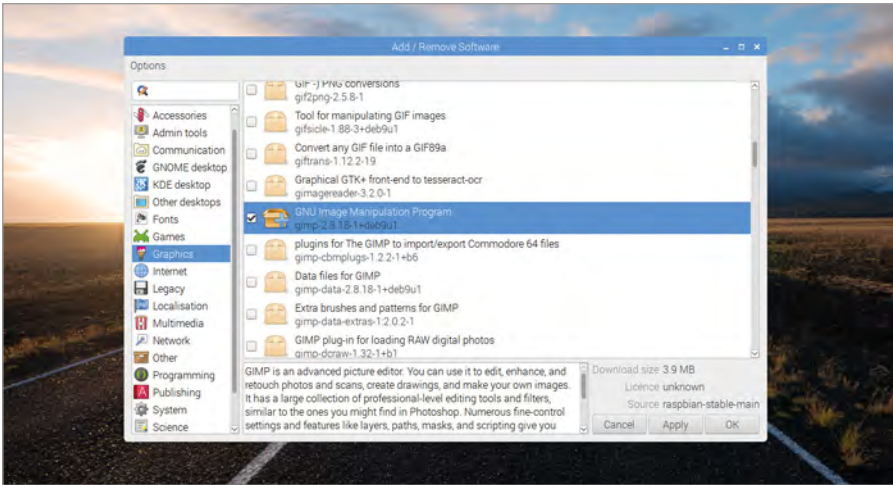 Add / Remove Software
Options
Accessories
Admin tools
Communication
GNOME desktop
KDE desktop
Other desktops
Fonts
Games
Graphics
Internet
Legacy
Localisation
Multimedia
Network
Other
Programming
Publishing
System
Science
GIF -) PNG conversions
gif2png-2.5.8-1
Tool for manipulating GIF images
gifsicle-1.88-3+deb9u1
Convert any GIF file into a GIF89a
giftrans-1.12.2-19
Graphical GTK+ front-end to tesseract-ocr
gimagereader-3.2.0-1
GNU Image Manipulation Program
gimp-2.8.18-1+deb9u1
plugins for The GIMP to import/export Commodore 64 files
gimp-cbmplugs-1.2.2-1+b6
Data files for GIMP
gimp-data-2.8.18-1+deb9u1
Extra brushes and patterns for GIMP
gimp-data-extras-1:2.0.2-1
GIMP plug-in for loading RAW digital photos
gimp-dcraw-1.32-1+b1
GIMP is an advanced picture editor. You can use it to edit, enhance, and
retouch photos and scans, create drawings, and make your own images.
It has a large collection of professional-level editing tools and filters,
similar to the ones you might find in Photoshop. Numerous fine-control
settings and features like layers, paths, masks, and scripting give you
Download size 3.9 MB
Licence unknown
Source raspbian-stable-main
Cancel
Apply
OK